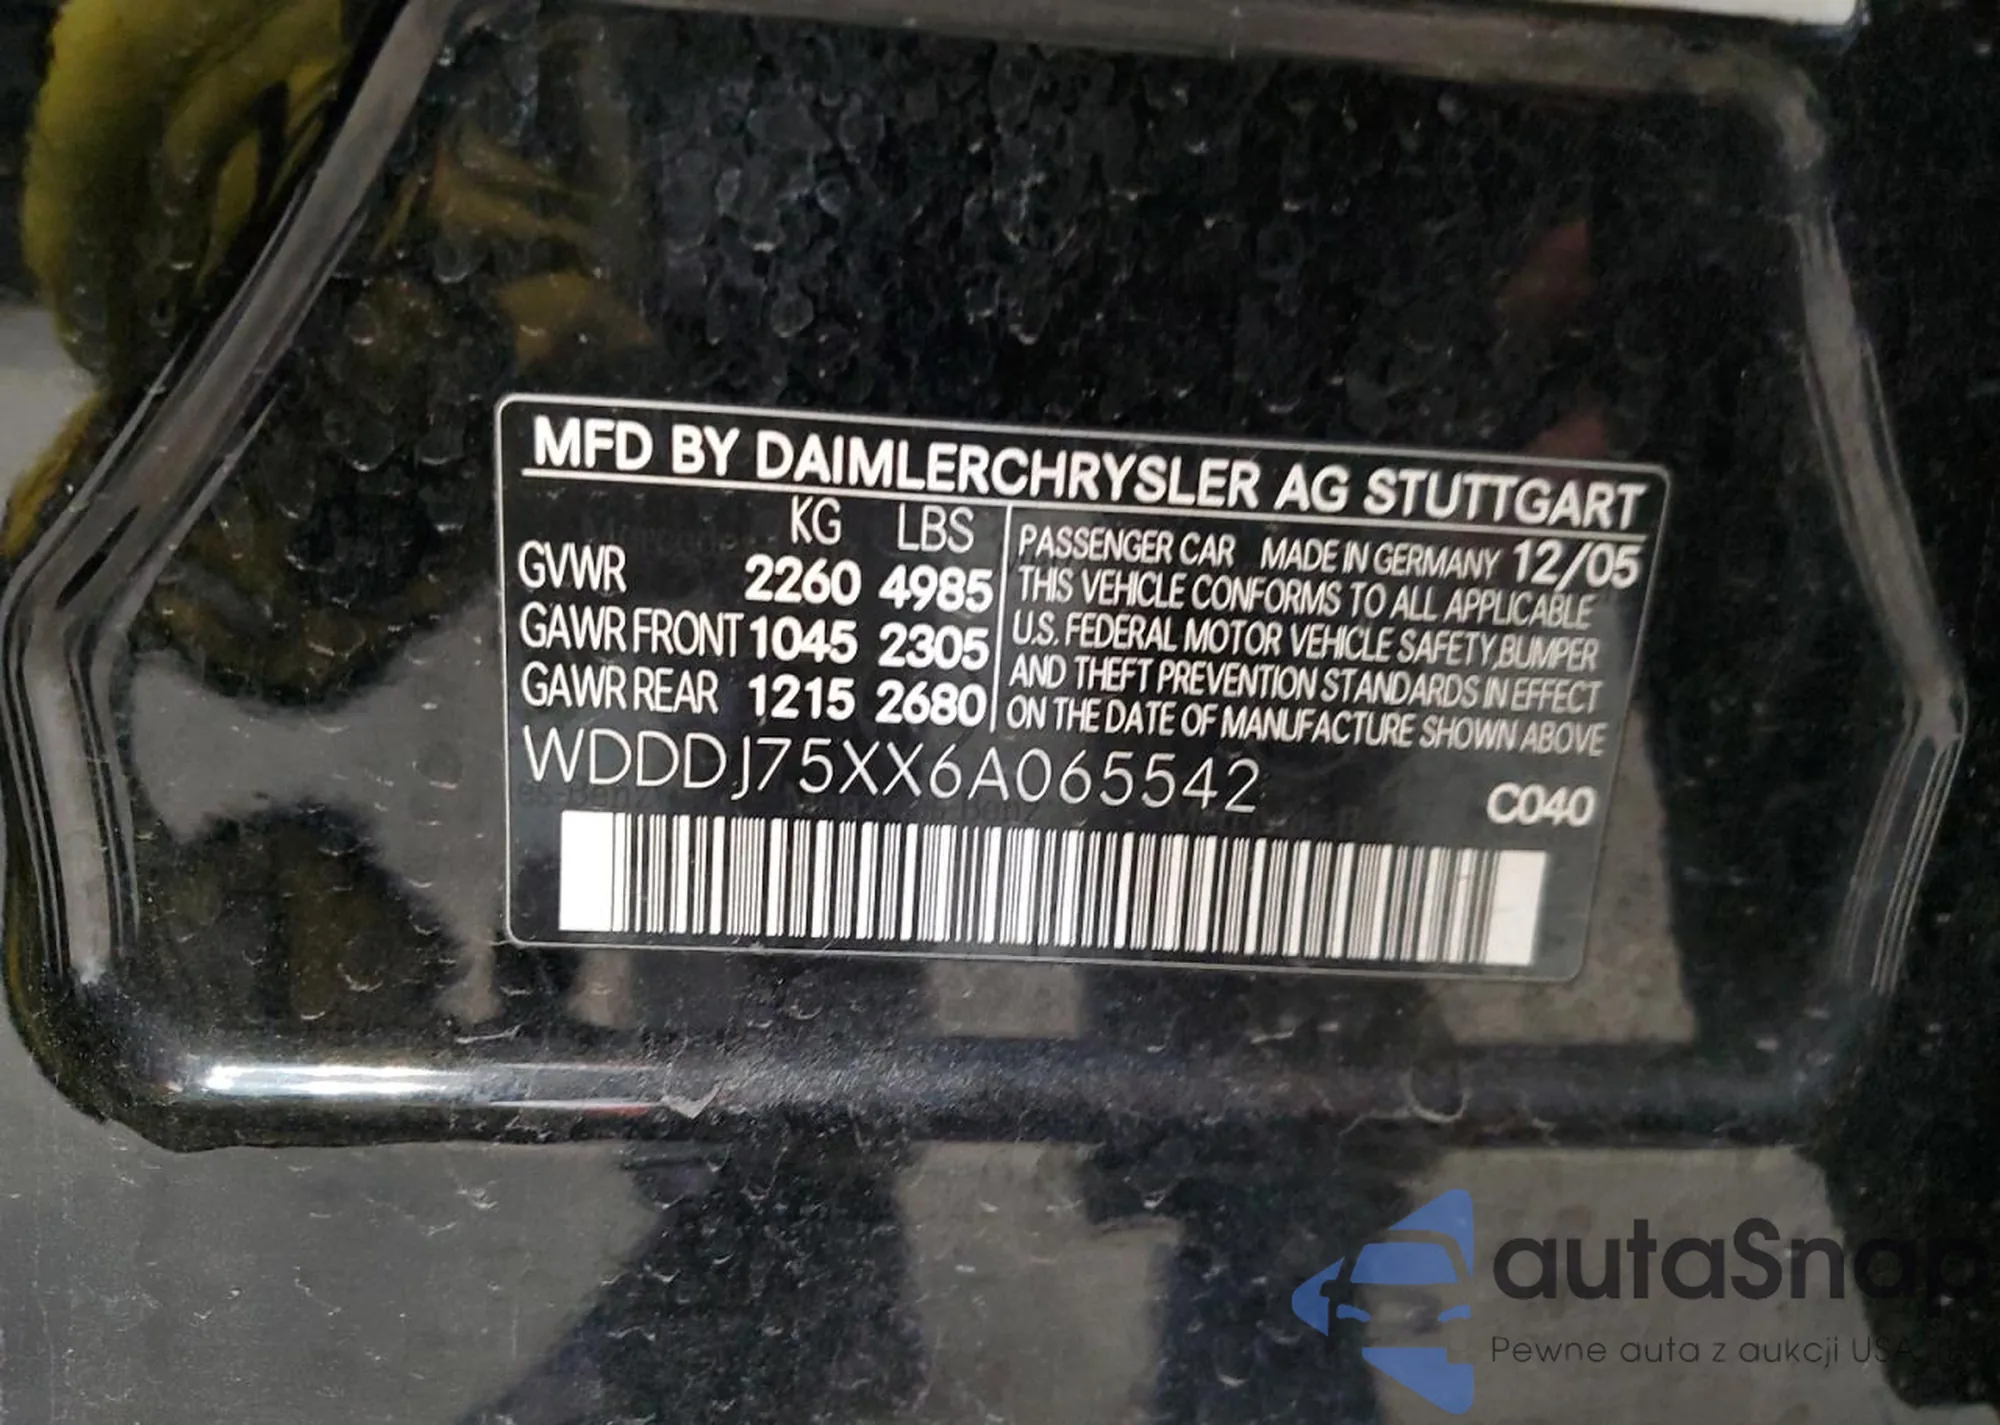 MFD BY DAIMLERCHRYSLER AG STUTTGART
KG LBS
GVWR 2260 4985
GAWR FRONT 1045 2305
GAWR REAR 1215 2680
PASSENGER CAR MADE IN GERMANY 12/05
THIS VEHICLE CONFORMS TO ALL APPLICABLE
U.S. FEDERAL MOTOR VEHICLE SAFETY,BUMPER
AND THEFT PREVENTION STANDARDS IN EFFECT
ON THE DATE OF MANUFACTURE SHOWN ABOVE
WDDDJ75XX6A065542
C040
autaSnap
Pewne auta z aukcji USA